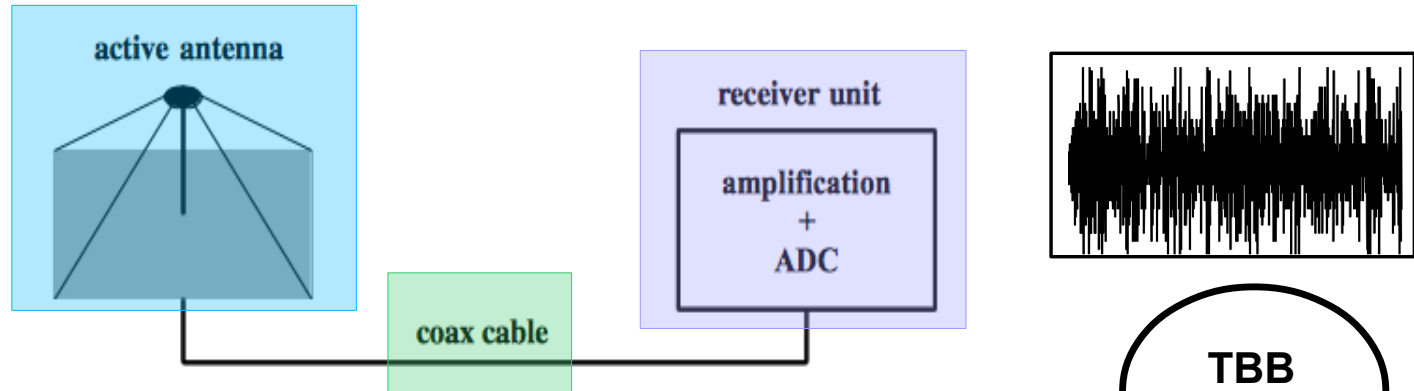 active antenna
receiver unit
amplification
+
ADC
coax cable
TBB